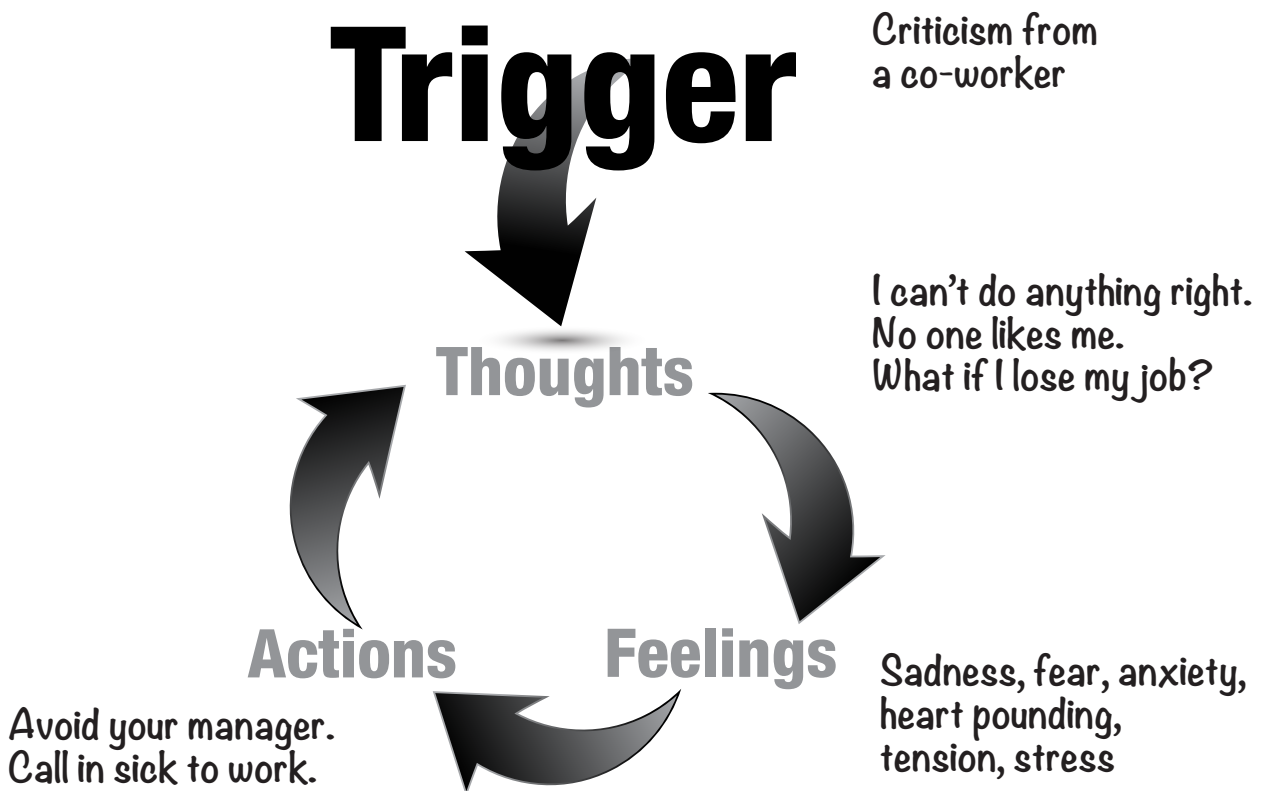 Trigger
Criticism from
a co-worker
I can't do anything right.
No one likes me.
What if I lose my job?
Thoughts
Actions
Feelings
Sadness, fear, anxiety,
heart pounding,
tension, stress
Avoid your manager.
Call in sick to work.